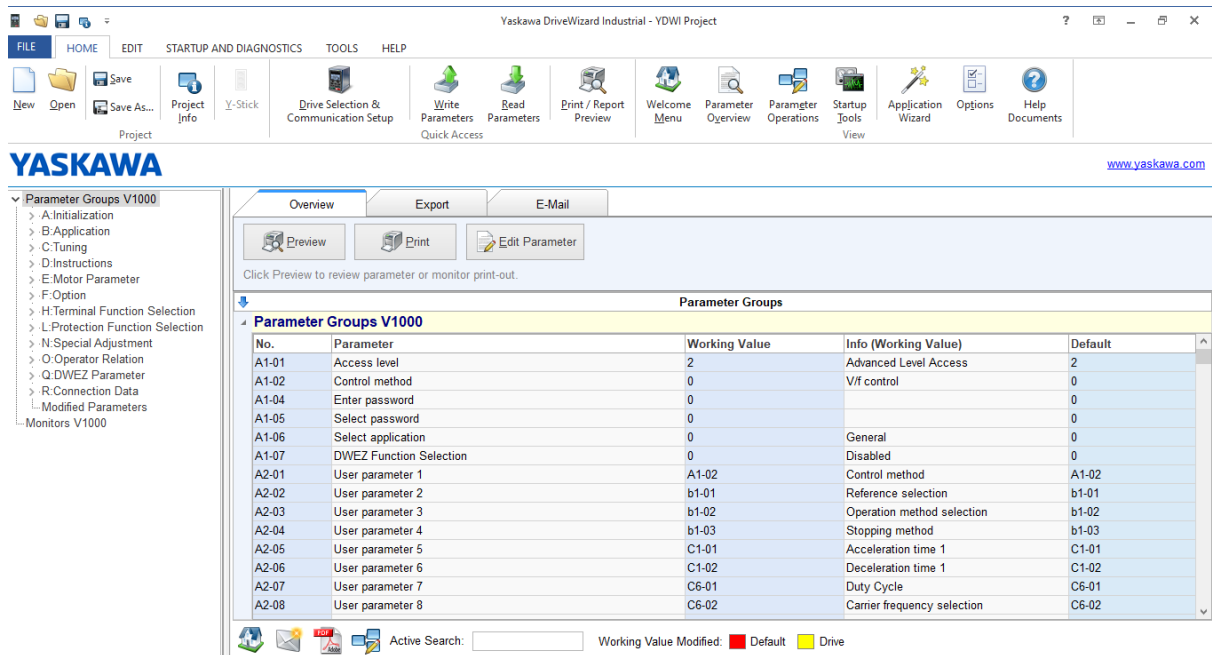 Yaskawa DriveWizard Industrial - YDWI Project
FILE HOME EDIT STARTUP AND DIAGNOSTICS TOOLS HELP
New Open Save Save As... Project Info Y-Stick Drive Selection & Communication Setup Write Parameters Read Parameters Print / Report Preview Welcome Menu Parameter Overview Parameter Operations Startup Tools Application Wizard Options Help Documents
Project Quick Access View
YASKAWA
www.yaskawa.com
Parameter Groups V1000
A:Initialization
B:Application
C:Tuning
D:Instructions
E:Motor Parameter
F:Option
H:Terminal Function Selection
L:Protection Function Selection
N:Special Adjustment
O:Operator Relation
Q:DWEZ Parameter
R:Connection Data
Modified Parameters
Monitors V1000
Overview Export E-Mail
Preview Print Edit Parameter
Click Preview to review parameter or monitor print-out.
Parameter Groups
Parameter Groups V1000
No. Parameter Working Value Info (Working Value) Default
A1-01 Access level 2 Advanced Level Access 2
A1-02 Control method 0 V/f control 0
A1-04 Enter password 0 0
A1-05 Select password 0 0
A1-06 Select application 0 General 0
A1-07 DWEZ Function Selection 0 Disabled 0
A2-01 User parameter 1 A1-02 Control method A1-02
A2-02 User parameter 2 b1-01 Reference selection b1-01
A2-03 User parameter 3 b1-02 Operation method selection b1-02
A2-04 User parameter 4 b1-03 Stopping method b1-03
A2-05 User parameter 5 C1-01 Acceleration time 1 C1-01
A2-06 User parameter 6 C1-02 Deceleration time 1 C1-02
A2-07 User parameter 7 C6-01 Duty Cycle C6-01
A2-08 User parameter 8 C6-02 Carrier frequency selection C6-02
PDF Adobe Active Search: Working Value Modified: Default Drive